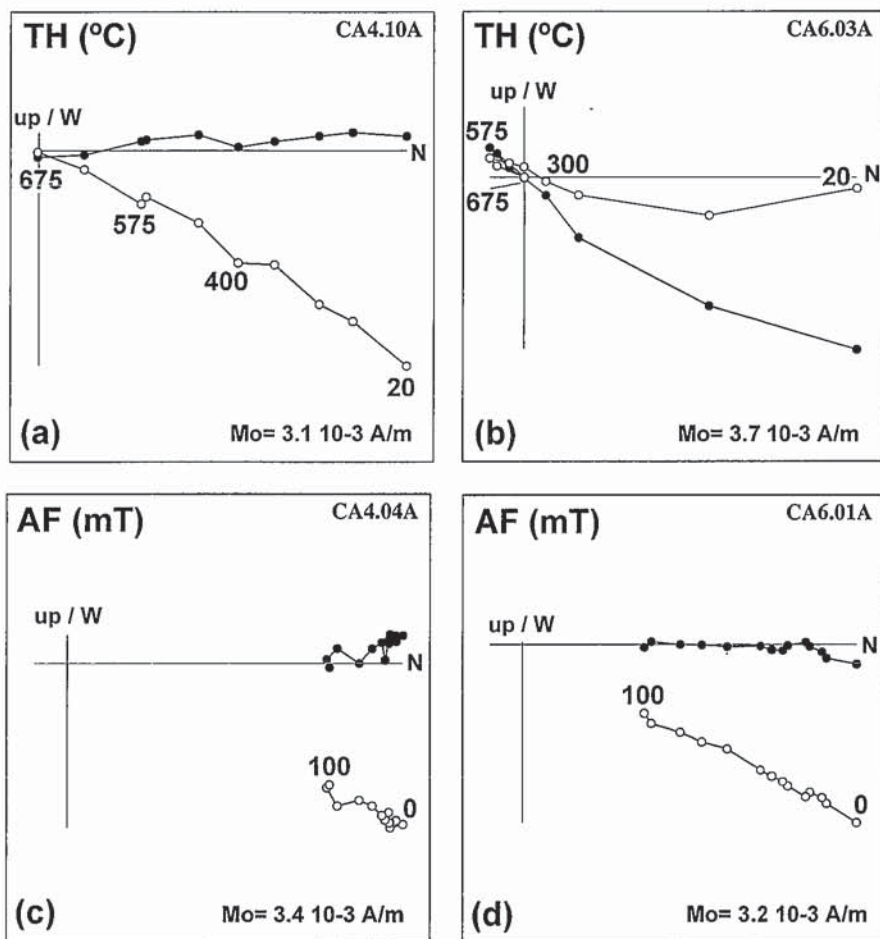 TH (ºC) CA4.10A
up / W
N
675
575
400
20
(a) Mo= 3.1 10-3 A/m
TH (ºC) CA6.03A
up / W
575
300 N
20
675
(b) Mo= 3.7 10-3 A/m
AF (mT) CA4.04A
up / W
N
100
0
(c) Mo= 3.4 10-3 A/m
AF (mT) CA6.01A
up / W
N
100
0
(d) Mo= 3.2 10-3 A/m